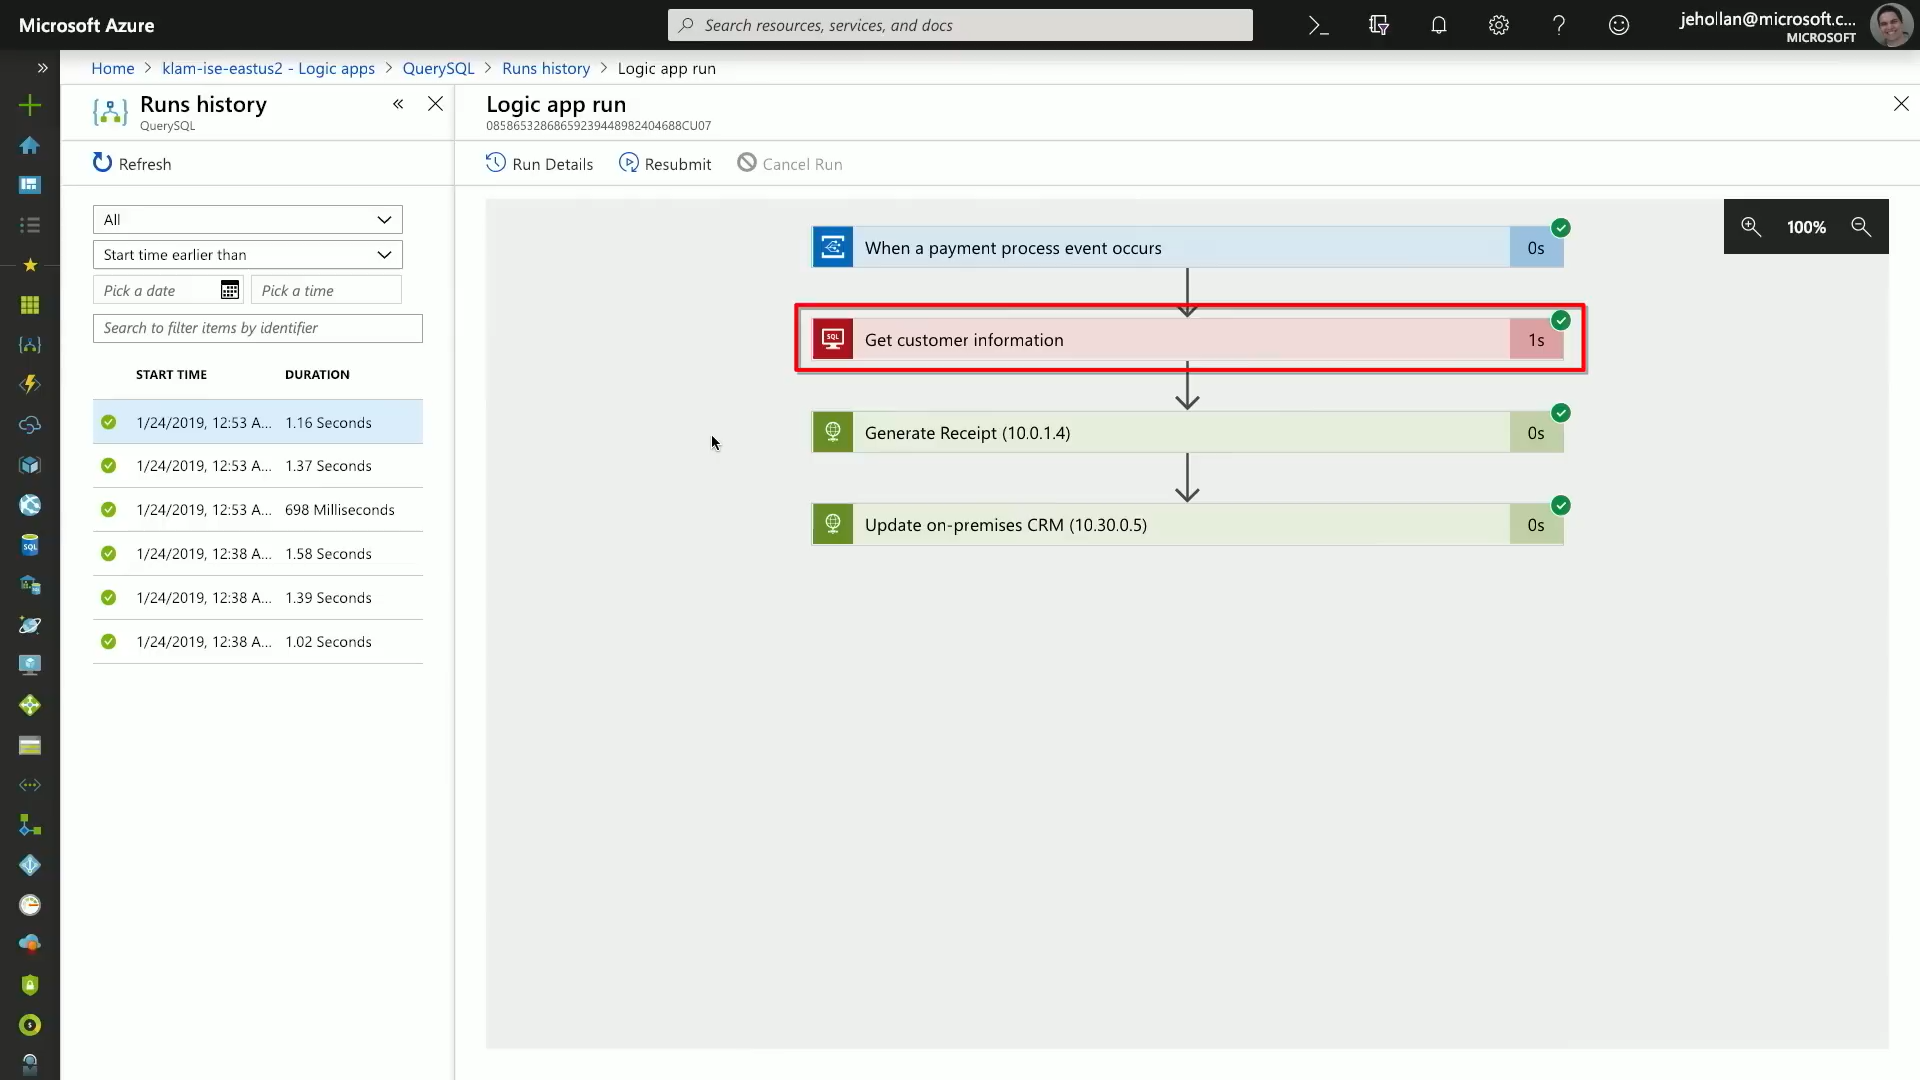 Microsoft Azure
Search resources, services, and docs
jehollan@microsoft.c...
MICROSOFT
Home > klam-ise-eastus2 - Logic apps > QuerySQL > Runs history > Logic app run
Runs history
QuerySQL
Logic app run
08586532868659239448982404688CU07
Refresh
Run Details
Resubmit
Cancel Run
All
Start time earlier than
Pick a date
Pick a time
Search to filter items by identifier
START TIME DURATION
1/24/2019, 12:53 A... 1.16 Seconds
1/24/2019, 12:53 A... 1.37 Seconds
1/24/2019, 12:53 A... 698 Milliseconds
1/24/2019, 12:38 A... 1.58 Seconds
1/24/2019, 12:38 A... 1.39 Seconds
1/24/2019, 12:38 A... 1.02 Seconds
When a payment process event occurs 0s
100%
SQL
Get customer information 1s
Generate Receipt (10.0.1.4) 0s
Update on-premises CRM (10.30.0.5) 0s
SQL